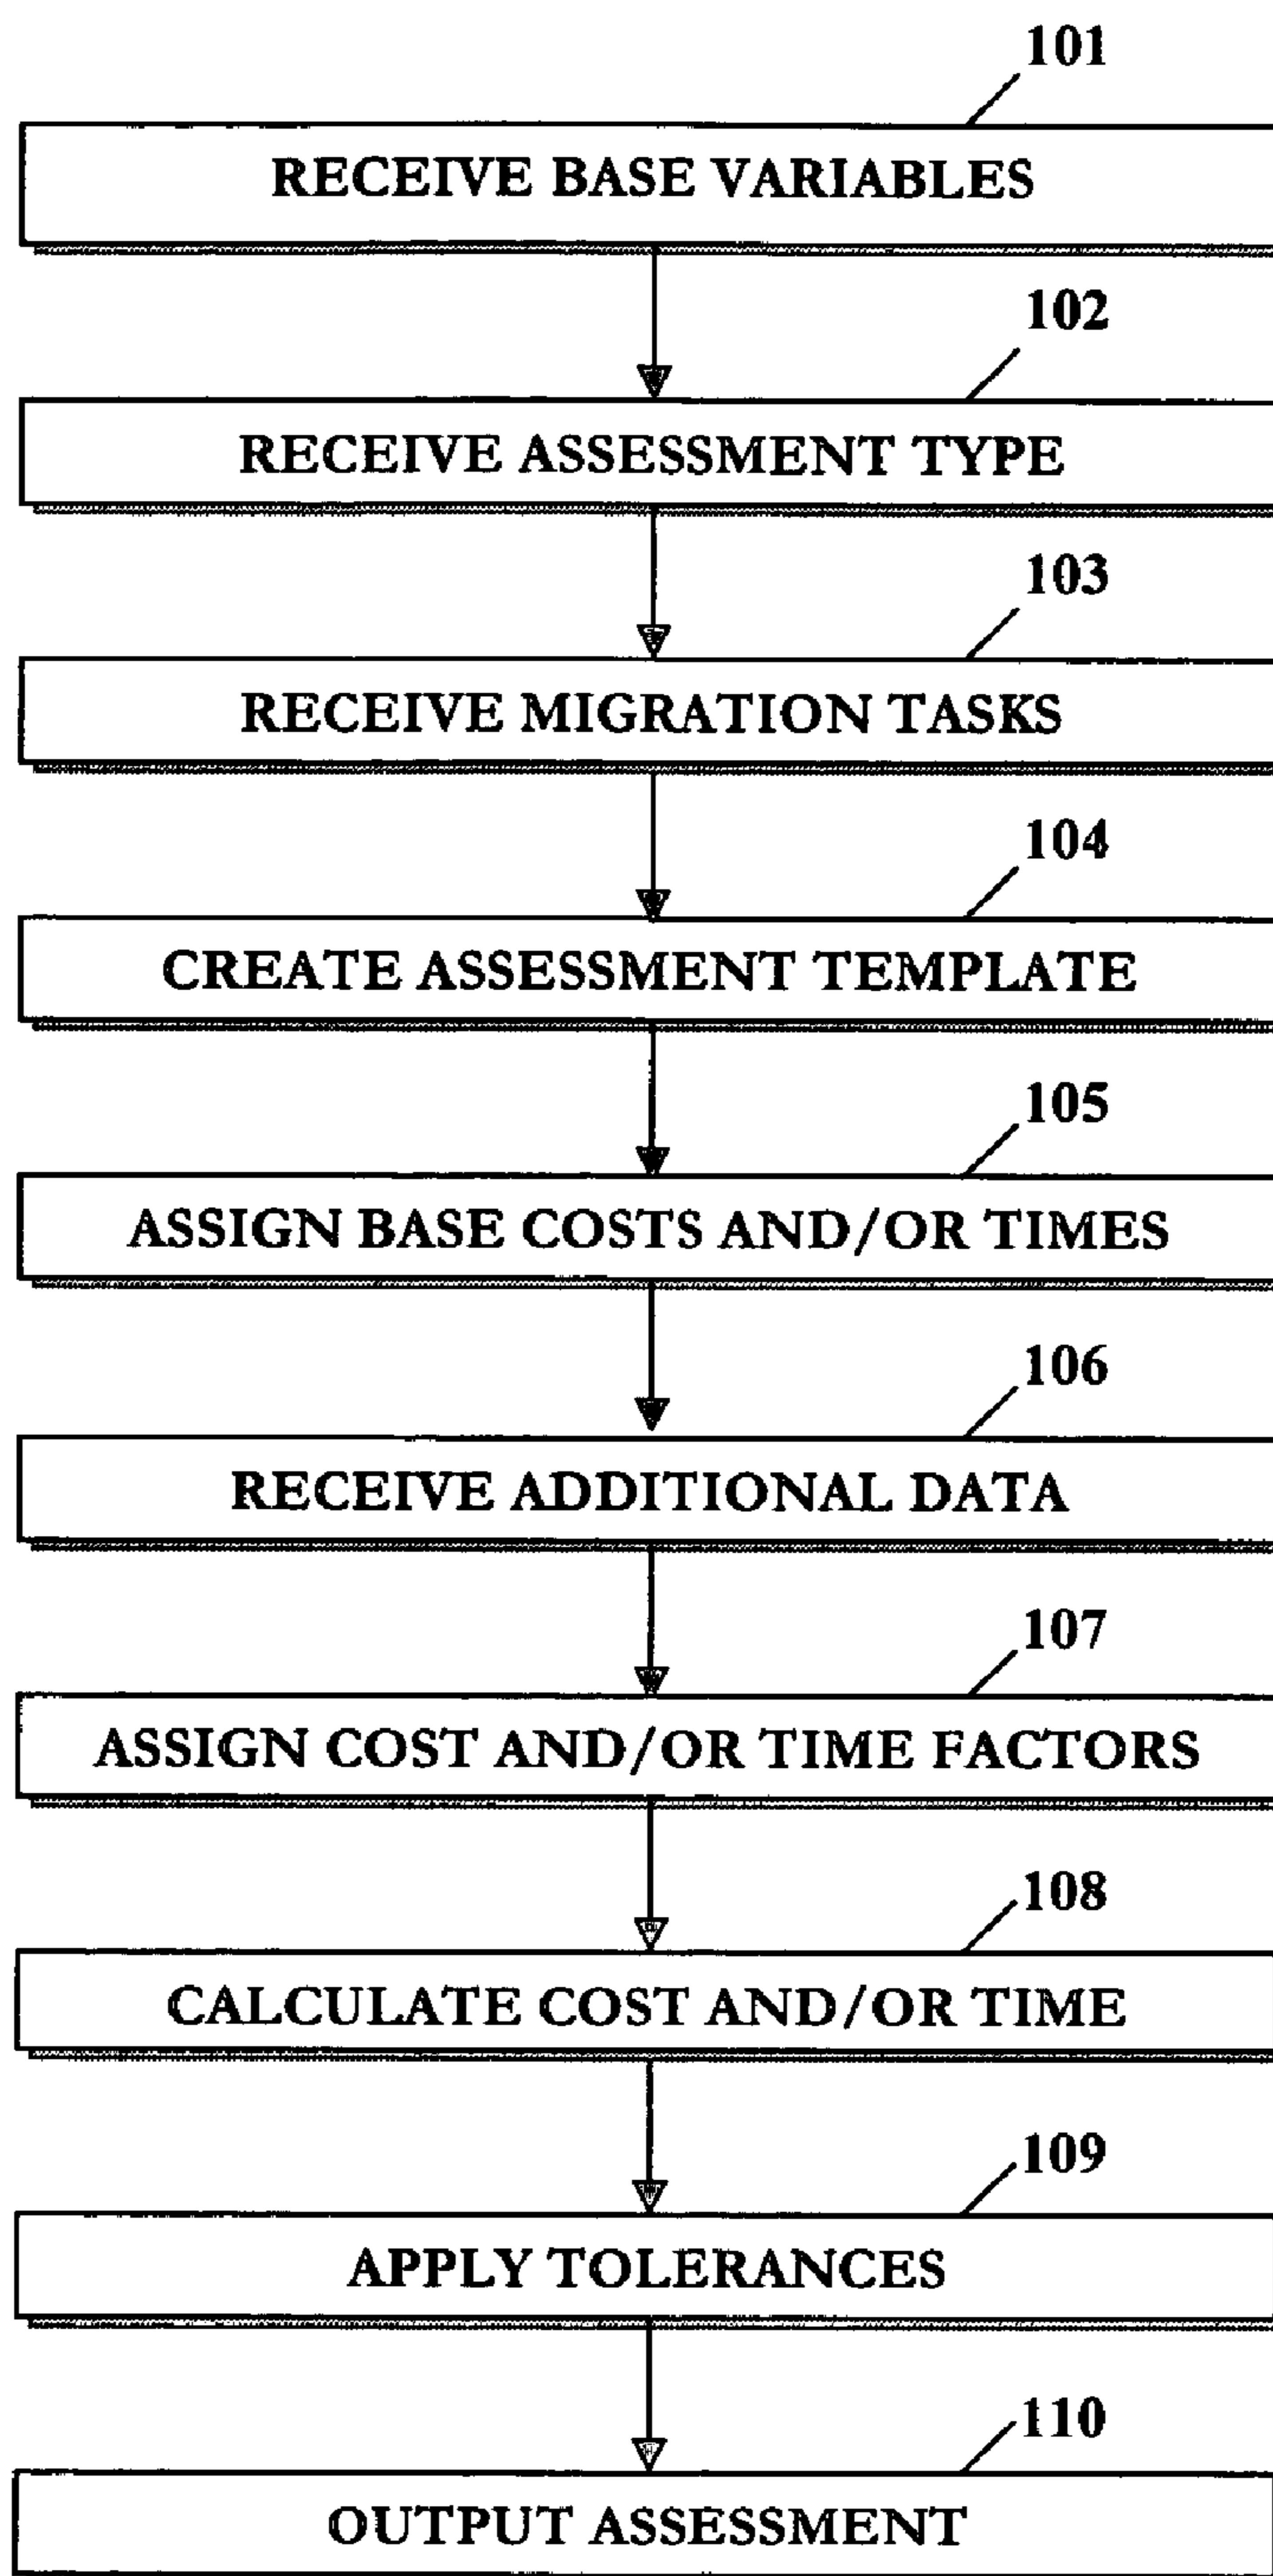 101
RECEIVE BASE VARIABLES
102
RECEIVE ASSESSMENT TYPE
103
RECEIVE MIGRATION TASKS
104
CREATE ASSESSMENT TEMPLATE
105
ASSIGN BASE COSTS AND/OR TIMES
106
RECEIVE ADDITIONAL DATA
107
ASSIGN COST AND/OR TIME FACTORS
108
CALCULATE COST AND/OR TIME
109
APPLY TOLERANCES
110
OUTPUT ASSESSMENT